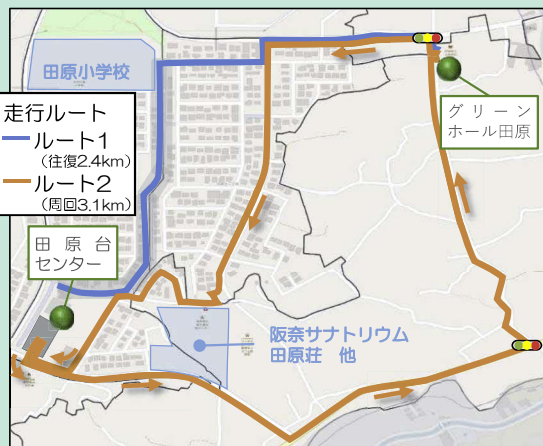 田原小学校
走行ルート
ルート1
(往復2.4km)
ルート2
(周回3.1km)
グリーン
ホール田原
田原台
センター
阪奈サナトリウム
田原荘 他